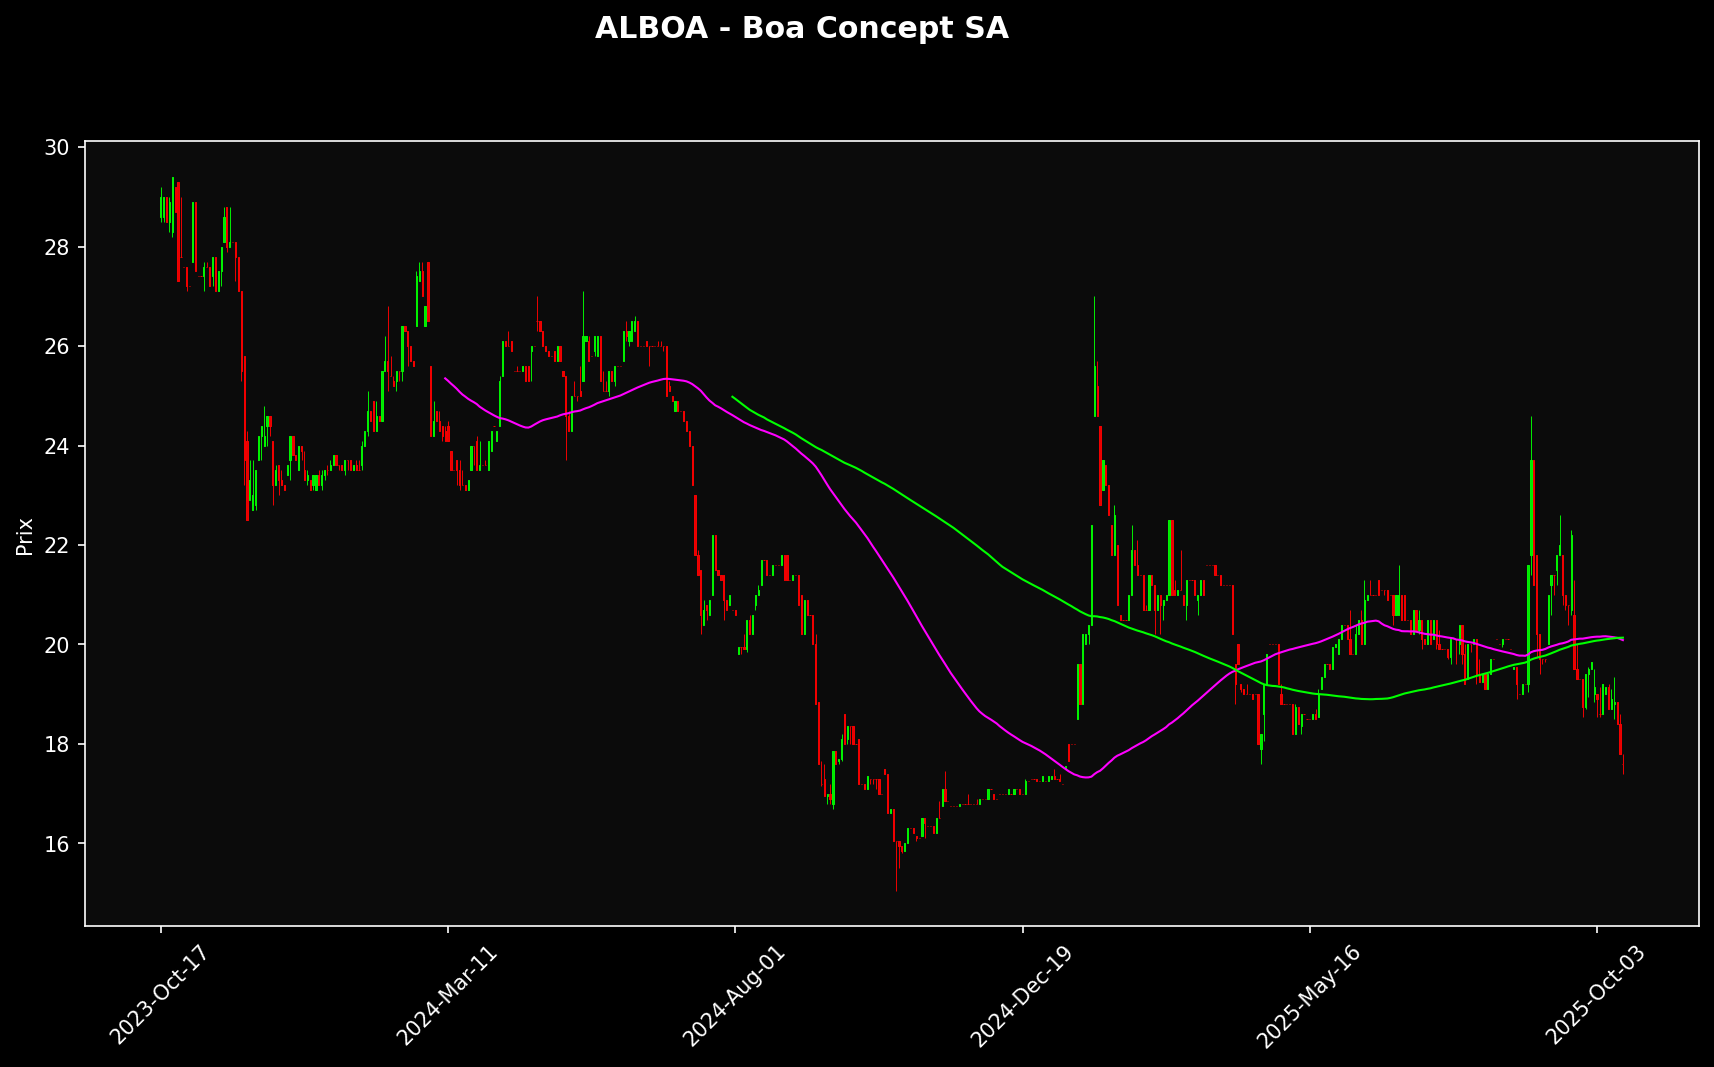 ALBOA - Boa Concept SA
Prix
30
28
26
24
22
20
18
16
2023-Oct-17
2024-Mar-11
2024-Aug-01
2024-Dec-19
2025-May-16
2025-Oct-03